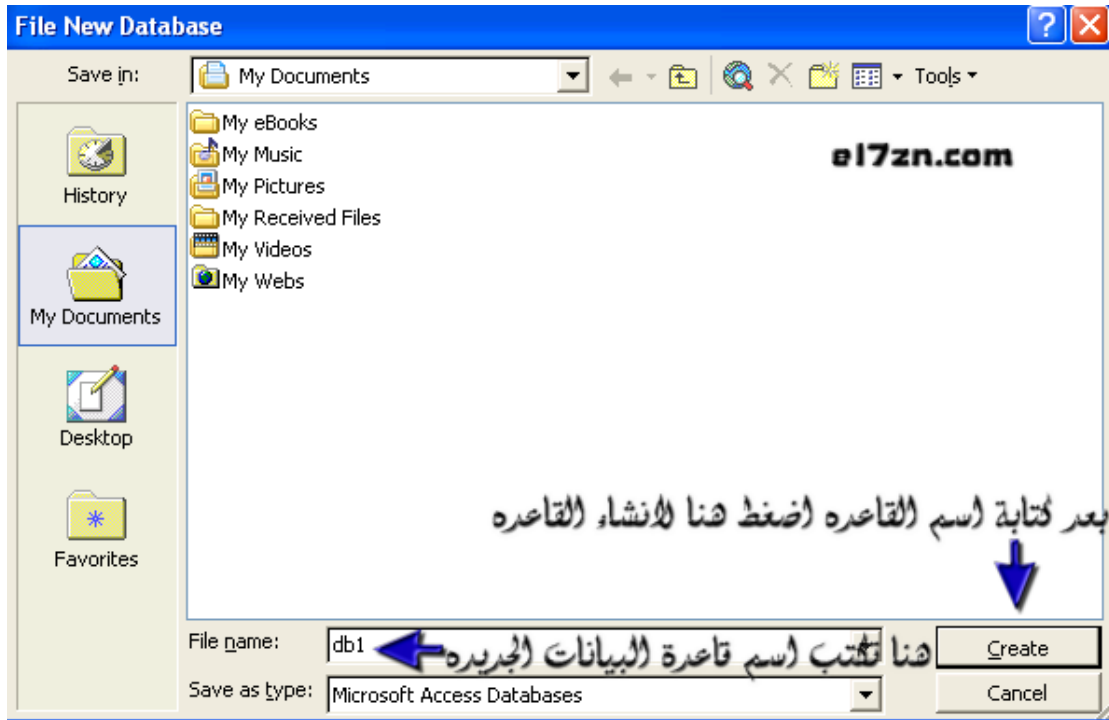 File New Database
Save in:
My Documents
Tools
My eBooks
My Music
My Pictures
My Received Files
My Videos
My Webs
el7zn.com
History
My Documents
Desktop
Favorites
بعد كتابة اسم القاعده اضغط هنا لانشاء القاعده
File name:
db1
هنا تكتب اسم قاعدة البيانات الجديده
Create
Save as type:
Microsoft Access Databases
Cancel